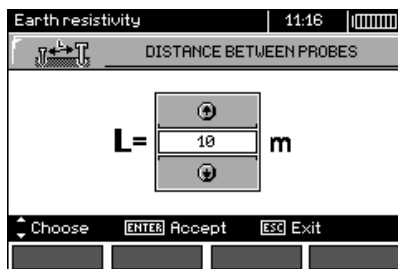 Earth resistivity 11:16
L
DISTANCE BETWEEN PROBES
L= 10 m
Choose ENTER Accept ESC Exit